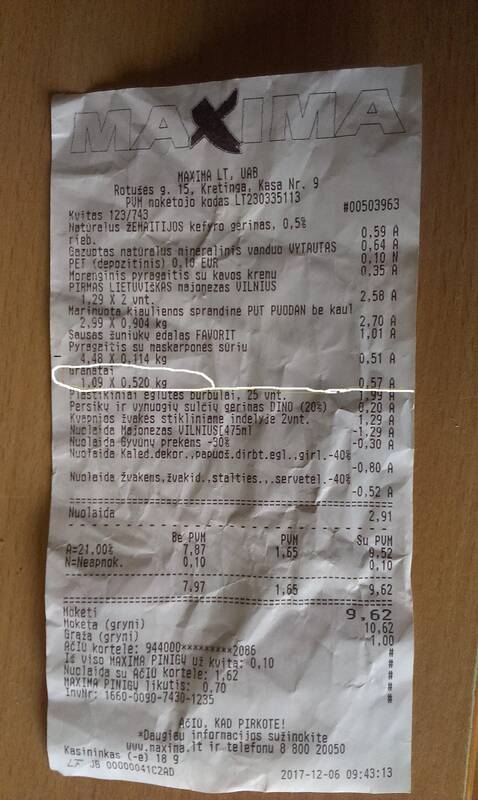 MAXIMA
MAXIMA LT, UAB
Rotušės g. 15, Kretinga, Kasa Nr. 9
PVM mokėtojo kodas LT230335113
Kvitas 123/743 #00503963
Natūralus ŽEMAITIJOS kefyro gėrimas, 0,5%
rieb. 0,59 A
Gazuotas natūralus mineralinis vanduo VYTAUTAS 0,64 A
PET (depozitinis) 0,10 EUR 0,10 N
Morenginis pyragaitis su kavos kremu 0,35 A
PIRMAS LIETUVIŠKAS majonezas VILNIUS
1,29 X 2 vnt. 2,58 A
Marinuota kiaulienos sprandinė PUT PUODAN be kaul
2,99 X 0,904 kg 2,70 A
Sausas šuniukų ėdalas FAVORIT 1,01 A
Pyragaitis su maskarponės sūriu
4,48 X 0,114 kg 0,51 A
Granatai
1,09 X 0,520 kg 0,57 A
Plastikiniai eglutės burbulai, 25 vnt. 1,99 A
Persikų ir vynuogių sulčių gėrimas DINO (20%) 0,20 A
Kvapnios žvakės stikliniame indelyje 2vnt. 1,29 A
Nuolaida Majonezas VILNIUS[475ml -1,29 A
Nuolaida Gyvūnų prekėms -30% -0,30 A
Nuolaida Kalėd.dekor.,papuoš.dirbt.egl.,girl.-40%
-0,80 A
Nuolaida žvakėms,žvakid.,stalties.,servetėl.-40%
-0,52 A
Nuolaida 2,91
Be PVM PVM Su PVM
A=21,00% 7,87 1,65 9,52
N=Neapmok. 0,10 0,10
7,97 1,65 9,62
Mokėti 9,62
Mokėta (gryni) 10,62
Grąža (gryni) 1,00
AČIŪ kortelė: 944000*********2086 #
Iš viso MAXIMA PINIGŲ už kvitą: 0,10 #
Nuolaida su AČIŪ kortele: 1,62 #
MAXIMA PINIGŲ likutis: 0,70 #
InvNr: 1660-0090-7430-1235 #
AČIŪ, KAD PIRKOTE!
*Daugiau informacijos sužinokite
www.maxima.lt ir telefonu 8 800 20050
Kasininkas (-ė) 18 9
LF JB 00000041C2AD 2017-12-06 09:43:13